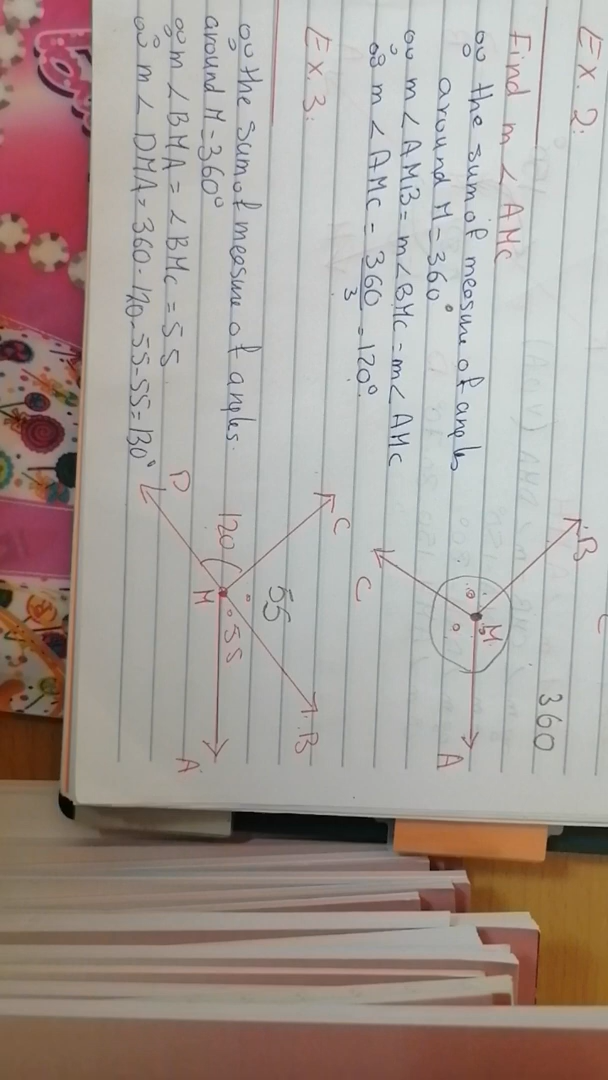 Ex. 2:
360
Find m < AMC
∵ the sum of measure of angles
around M = 360°
∵ m < AMB = m < BMC = m < AMC
∴ m < AMC = 360/3 = 120°
B
M
A
C
Ex. 3:
∵ the sum of measure of angles.
around M = 360°
∵ m < BMA = < BMC = 55
∴ m < DMA = 360 - 120 - 55 - 55 = 130°
C
55
B
120
M
55
D
A